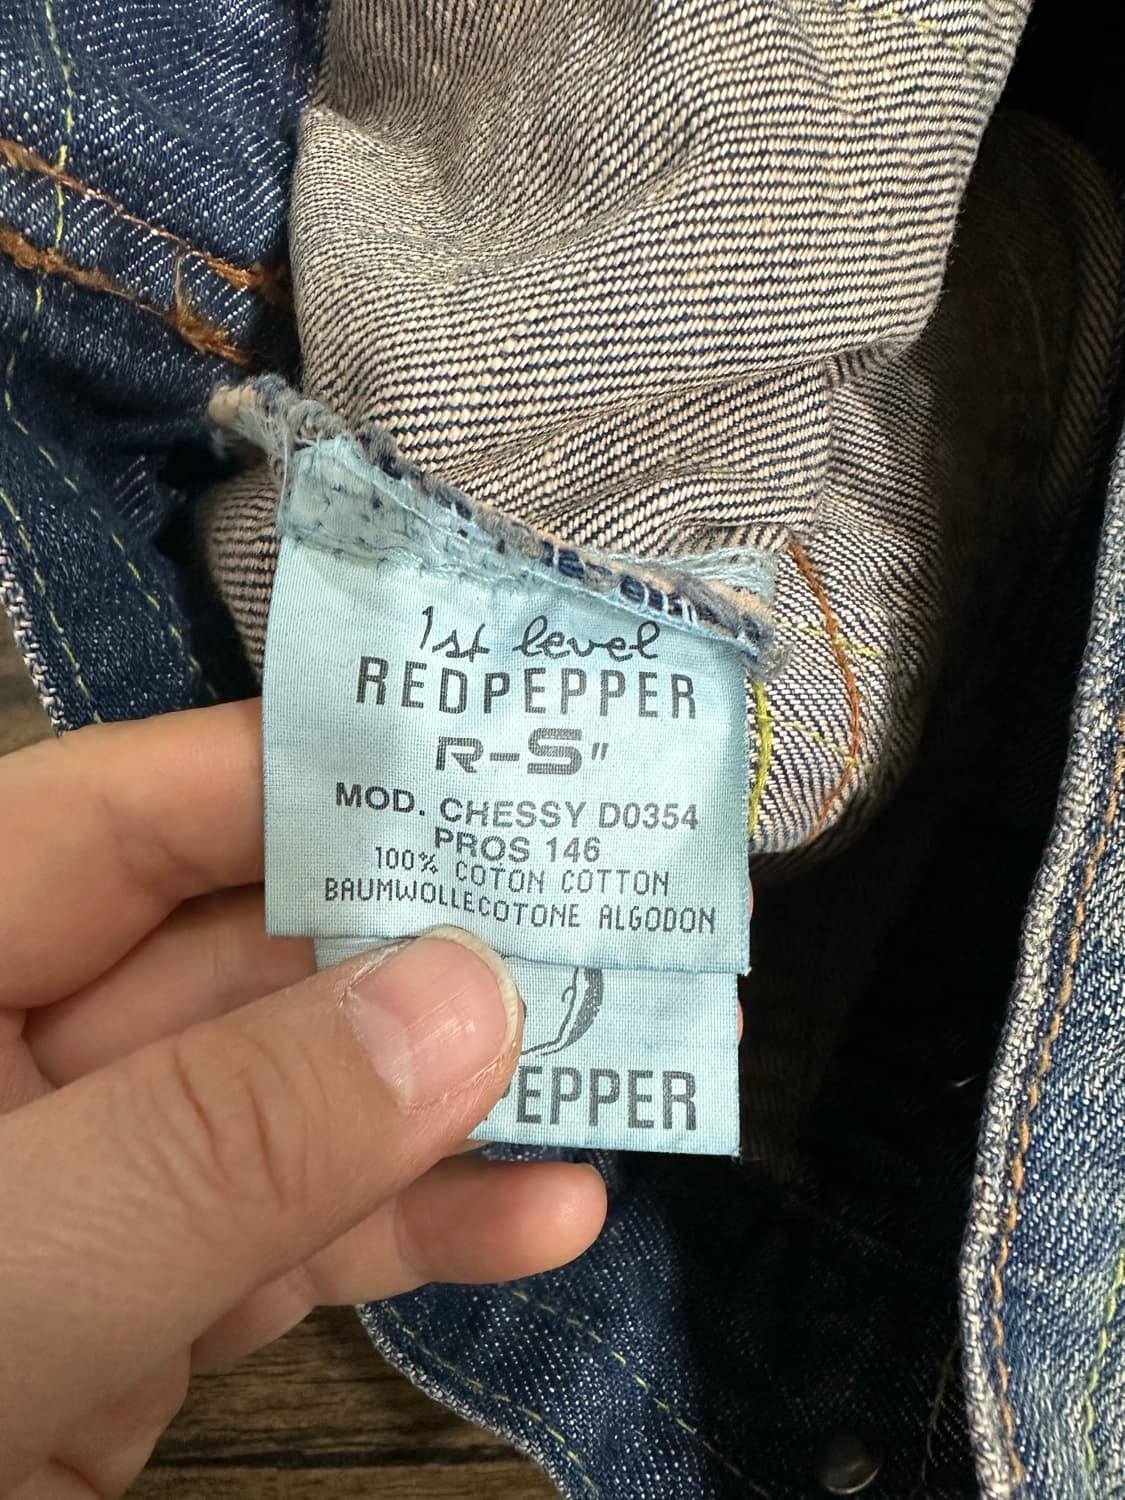 1st level
REDPEPPER
R-S"
MOD. CHESSY D0354
PROS 146
100% COTON COTTON
BAUMWOLLECOTONE ALGODON
PEPPER